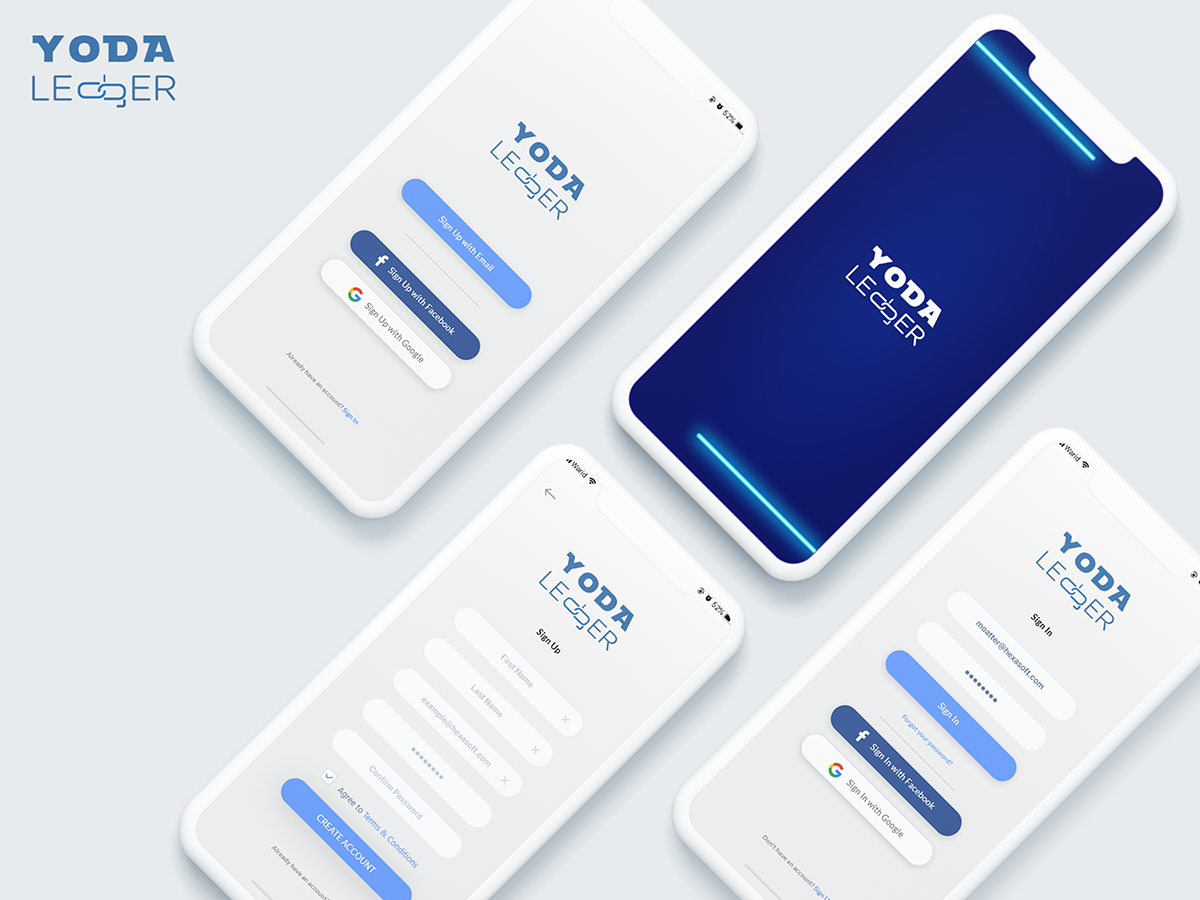 YODA
LEDGER
52%
YODA
LEDGER
Sign Up with Email
Sign Up with Facebook
Sign Up with Google
Already have an account? Sign In
YODA
LEDGER
Warid
52%
YODA
LEDGER
Sign Up
First Name
Last Name
example@hexasoft.com
Confirm Password
Agree to Terms & Conditions
CREATE ACCOUNT
Already have an account?
Warid
YODA
LEDGER
Sign In
moatter@hexasoft.com
Sign In
Forgot your password?
Sign In with Facebook
Sign In with Google
Don't have an account? Sign U